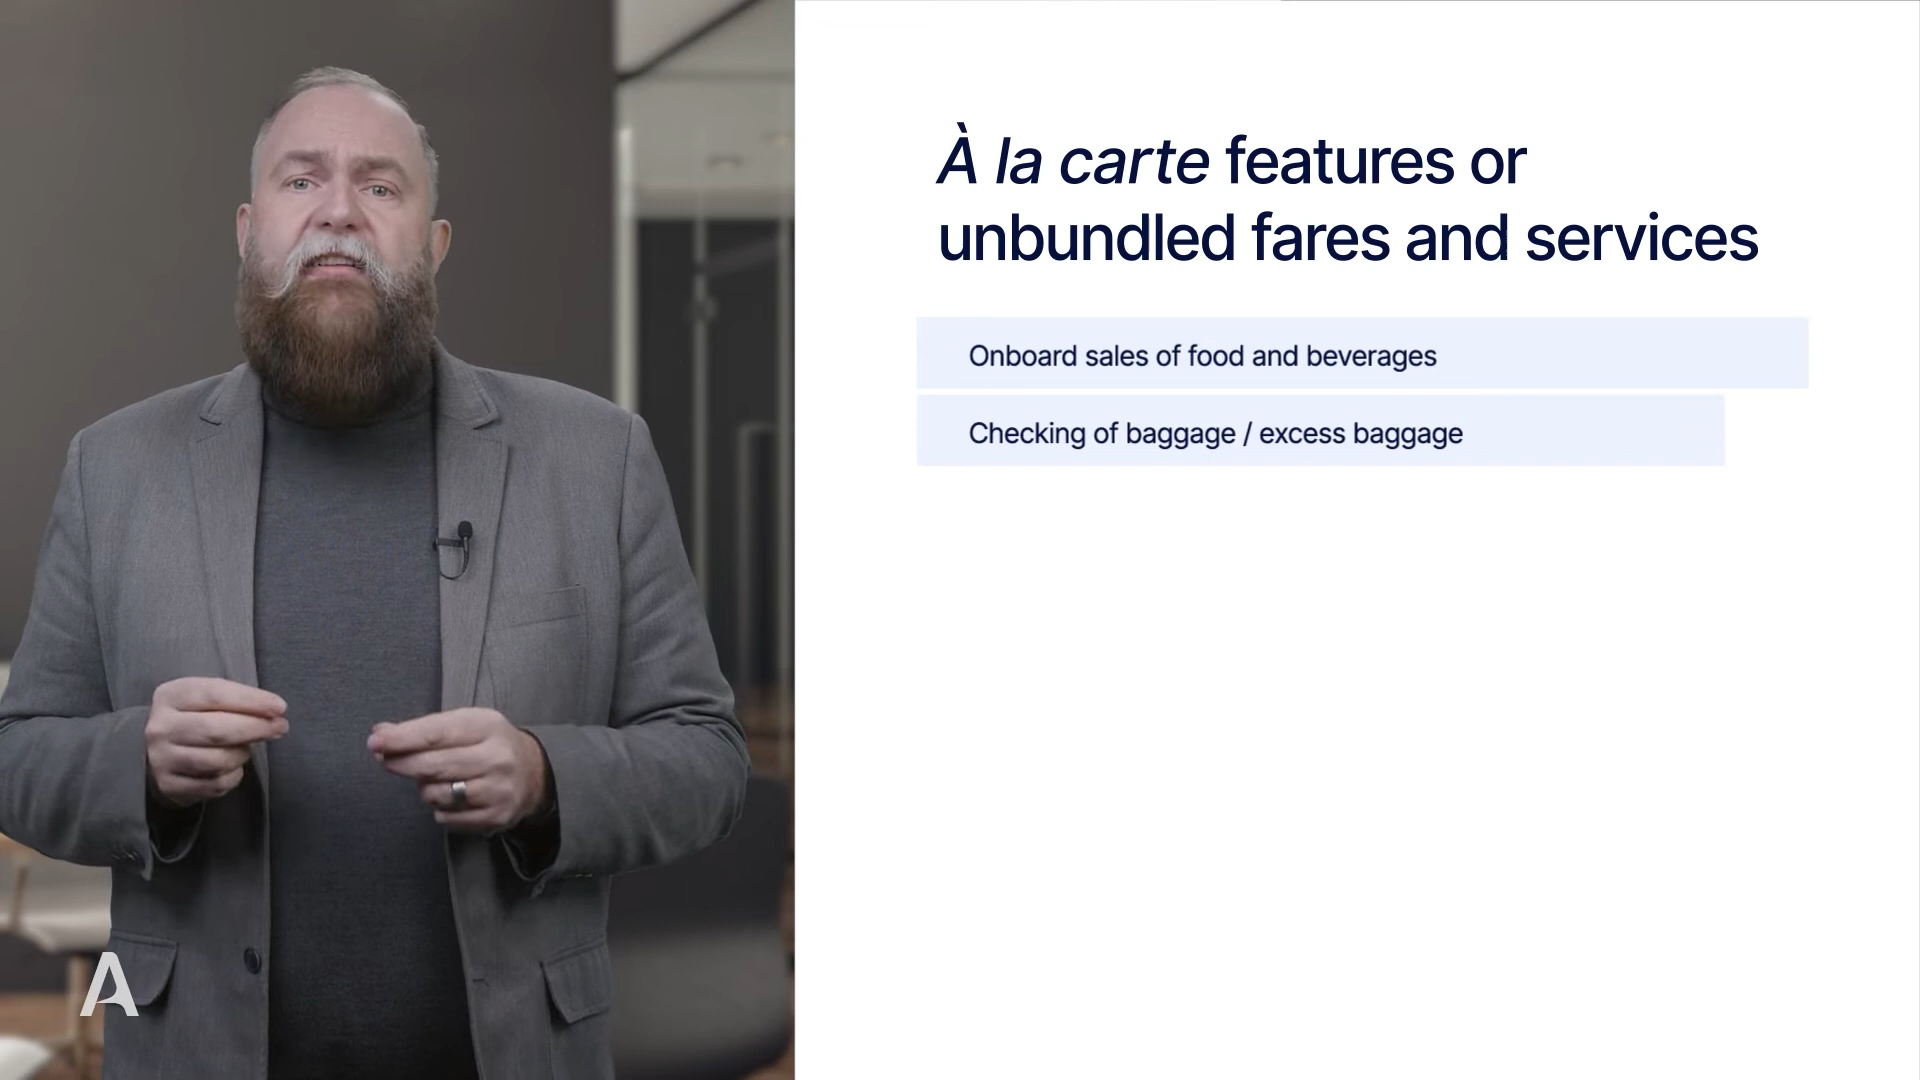 À la carte features or
unbundled fares and services
Onboard sales of food and beverages
Checking of baggage / excess baggage